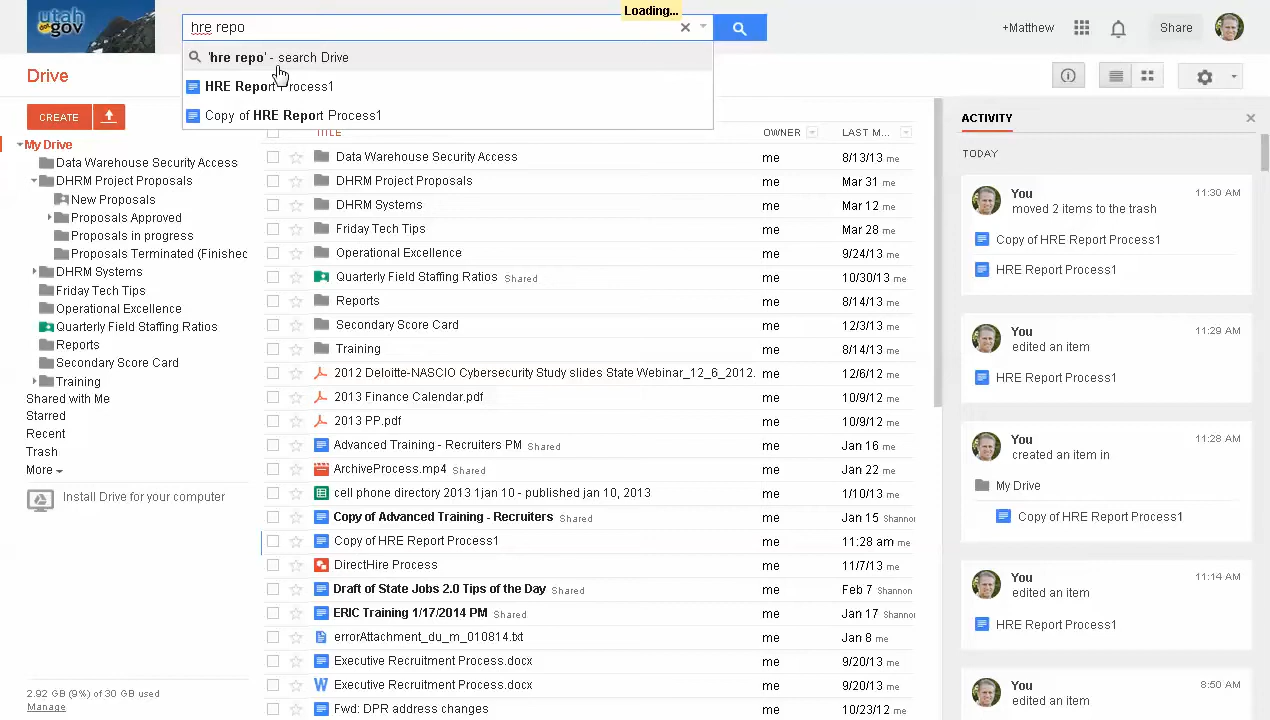 utah
gov
hre repo
Loading...
+Matthew
Share
'hre repo' - search Drive
HRE Report Process1
Copy of HRE Report Process1
Drive
CREATE
TITLE
OWNER
LAST M...
My Drive
Data Warehouse Security Access
DHRM Project Proposals
New Proposals
Proposals Approved
Proposals in progress
Proposals Terminated (Finishec
DHRM Systems
Friday Tech Tips
Operational Excellence
Quarterly Field Staffing Ratios
Reports
Secondary Score Card
Training
Shared with Me
Starred
Recent
Trash
More
Install Drive for your computer
2.92 GB (9%) of 30 GB used
Manage
Data Warehouse Security Access me 8/13/13 me
DHRM Project Proposals me Mar 31 me
DHRM Systems me Mar 12 me
Friday Tech Tips me Mar 28 me
Operational Excellence me 9/24/13 me
Quarterly Field Staffing Ratios Shared me 10/30/13 me
Reports me 8/14/13 me
Secondary Score Card me 12/3/13 me
Training me 8/14/13 me
2012 Deloitte-NASCIO Cybersecurity Study slides State Webinar_12_6_2012. me 12/6/12 me
2013 Finance Calendar.pdf me 10/9/12 me
2013 PP.pdf me 10/9/12 me
Advanced Training - Recruiters PM Shared me Jan 16 me
ArchiveProcess.mp4 Shared me Jan 22 me
cell phone directory 2013 1 jan 10 - published jan 10, 2013 me 1/10/13 me
Copy of Advanced Training - Recruiters Shared me Jan 15 Shannon
Copy of HRE Report Process1 me 11:28 am me
DirectHire Process me 11/7/13 me
Draft of State Jobs 2.0 Tips of the Day Shared me Feb 7 Shannon
ERIC Training 1/17/2014 PM Shared me Jan 17 Shannor
errorAttachment_du_m_010814.txt me Jan 8 me
Executive Recruitment Process.docx me 9/20/13 me
Executive Recruitment Process.docx me 9/20/13 me
Fwd: DPR address changes me 10/23/12 me
ACTIVITY
TODAY
You 11:30 AM
moved 2 items to the trash
Copy of HRE Report Process1
HRE Report Process1
You 11:29 AM
edited an item
HRE Report Process1
You 11:28 AM
created an item in
My Drive
Copy of HRE Report Process1
You 11:14 AM
edited an item
HRE Report Process1
You 8:50 AM
edited an item